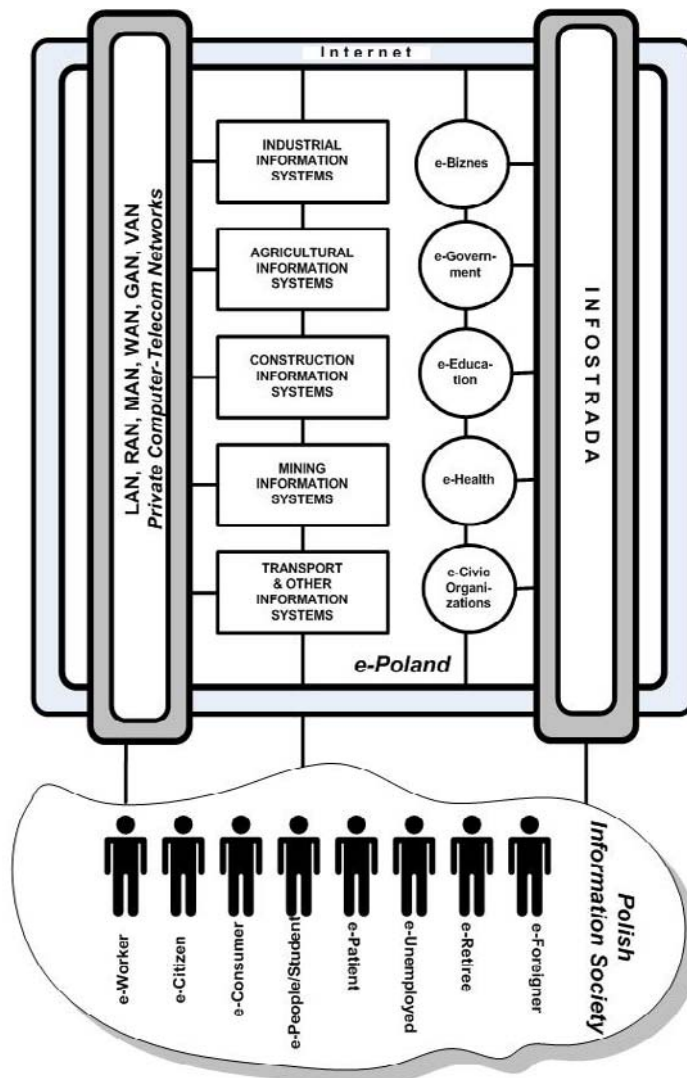 Internet
LAN, RAN, MAN, WAN, GAN, VAN
Private Computer-Telecom Networks
INDUSTRIAL
INFORMATION
SYSTEMS
AGRICULTURAL
INFORMATION
SYSTEMS
CONSTRUCTION
INFORMATION
SYSTEMS
MINING
INFORMATION
SYSTEMS
TRANSPORT
& OTHER
INFORMATION
SYSTEMS
e-Biznes
e-Govern-
ment
e-Educa-
tion
e-Health
e-Civic
Organi-
zations
e-Poland
INFOSTRADA
e-Worker
e-Citizen
e-Consumer
e-People/Student
e-Patient
e-Unemployed
e-Retiree
e-Foreigner
Polish
Information Society